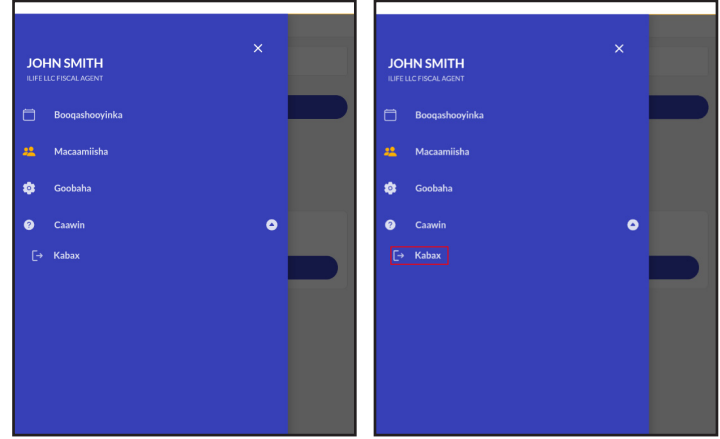 JOHN SMITH
ILIFE LLC FISCAL AGENT
Booqashooyinka
Macaamiisha
Goobaha
Caawin
Kabax
JOHN SMITH
ILIFE LLC FISCAL AGENT
Booqashooyinka
Macaamiisha
Goobaha
Caawin
Kabax